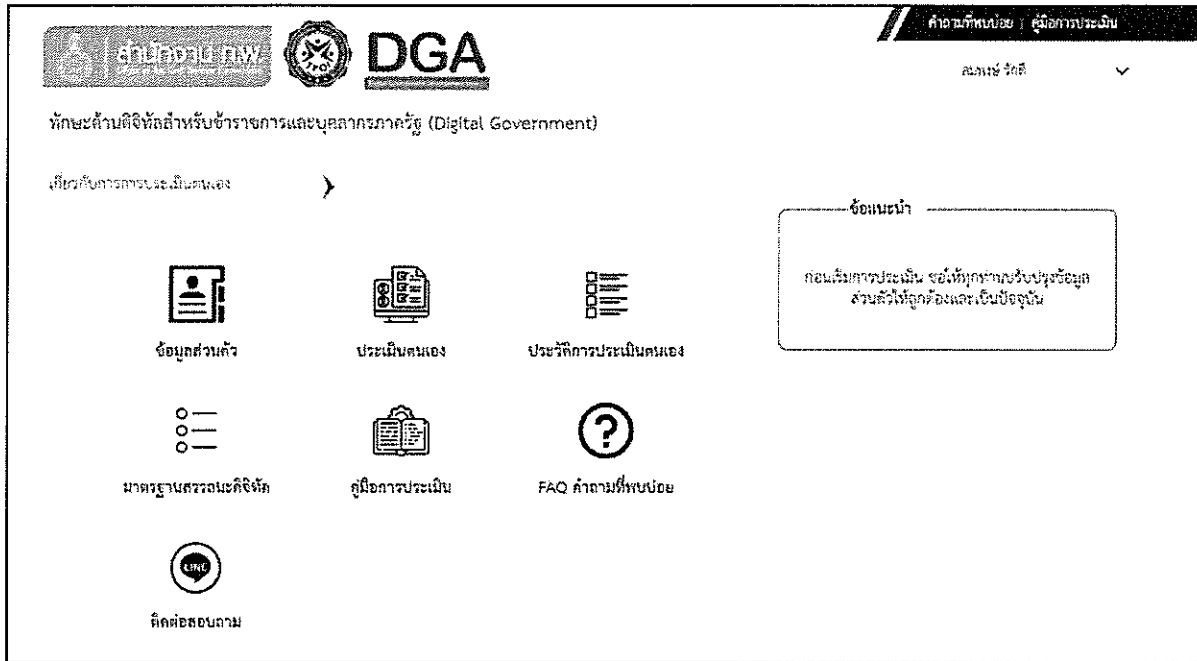 คำถามที่พบบ่อย | คู่มือการประเมิน
สำนักงาน ก.พ.
DGA
ทักษะด้านดิจิทัลสำหรับข้าราชการและบุคลากรภาครัฐ (Digital Government)
เกี่ยวกับการการประเมินตนเอง
ข้อแนะนำ
ก่อนเริ่มการประเมิน ขอให้ทุกท่านปรับปรุงข้อมูล
ส่วนตัวให้ถูกต้องและเป็นปัจจุบัน
ข้อมูลส่วนตัว
ประเมินตนเอง
ประวัติการประเมินตนเอง
มาตรฐานสรรถนะดิจิทัล
คู่มือการประเมิน
FAQ คำถามที่พบบ่อย
LINE
ติดต่อสอบถาม